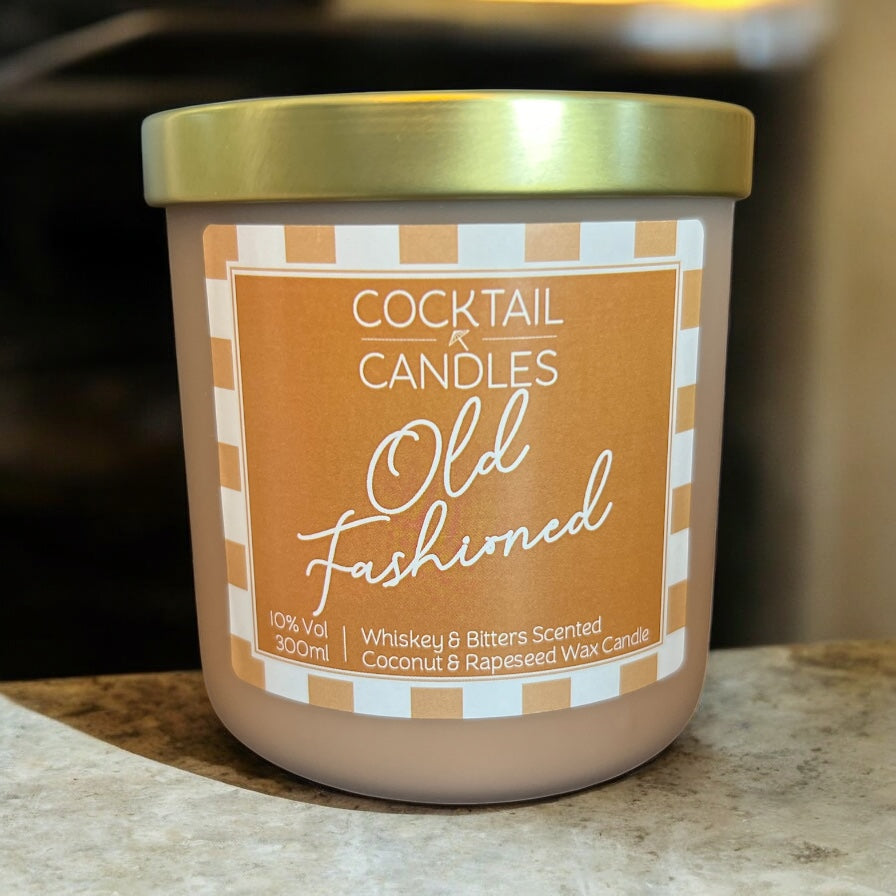 COCKTAIL
CANDLES
Old
Fashioned
10% Vol
300ml
Whiskey & Bitters Scented
Coconut & Rapeseed Wax Candle